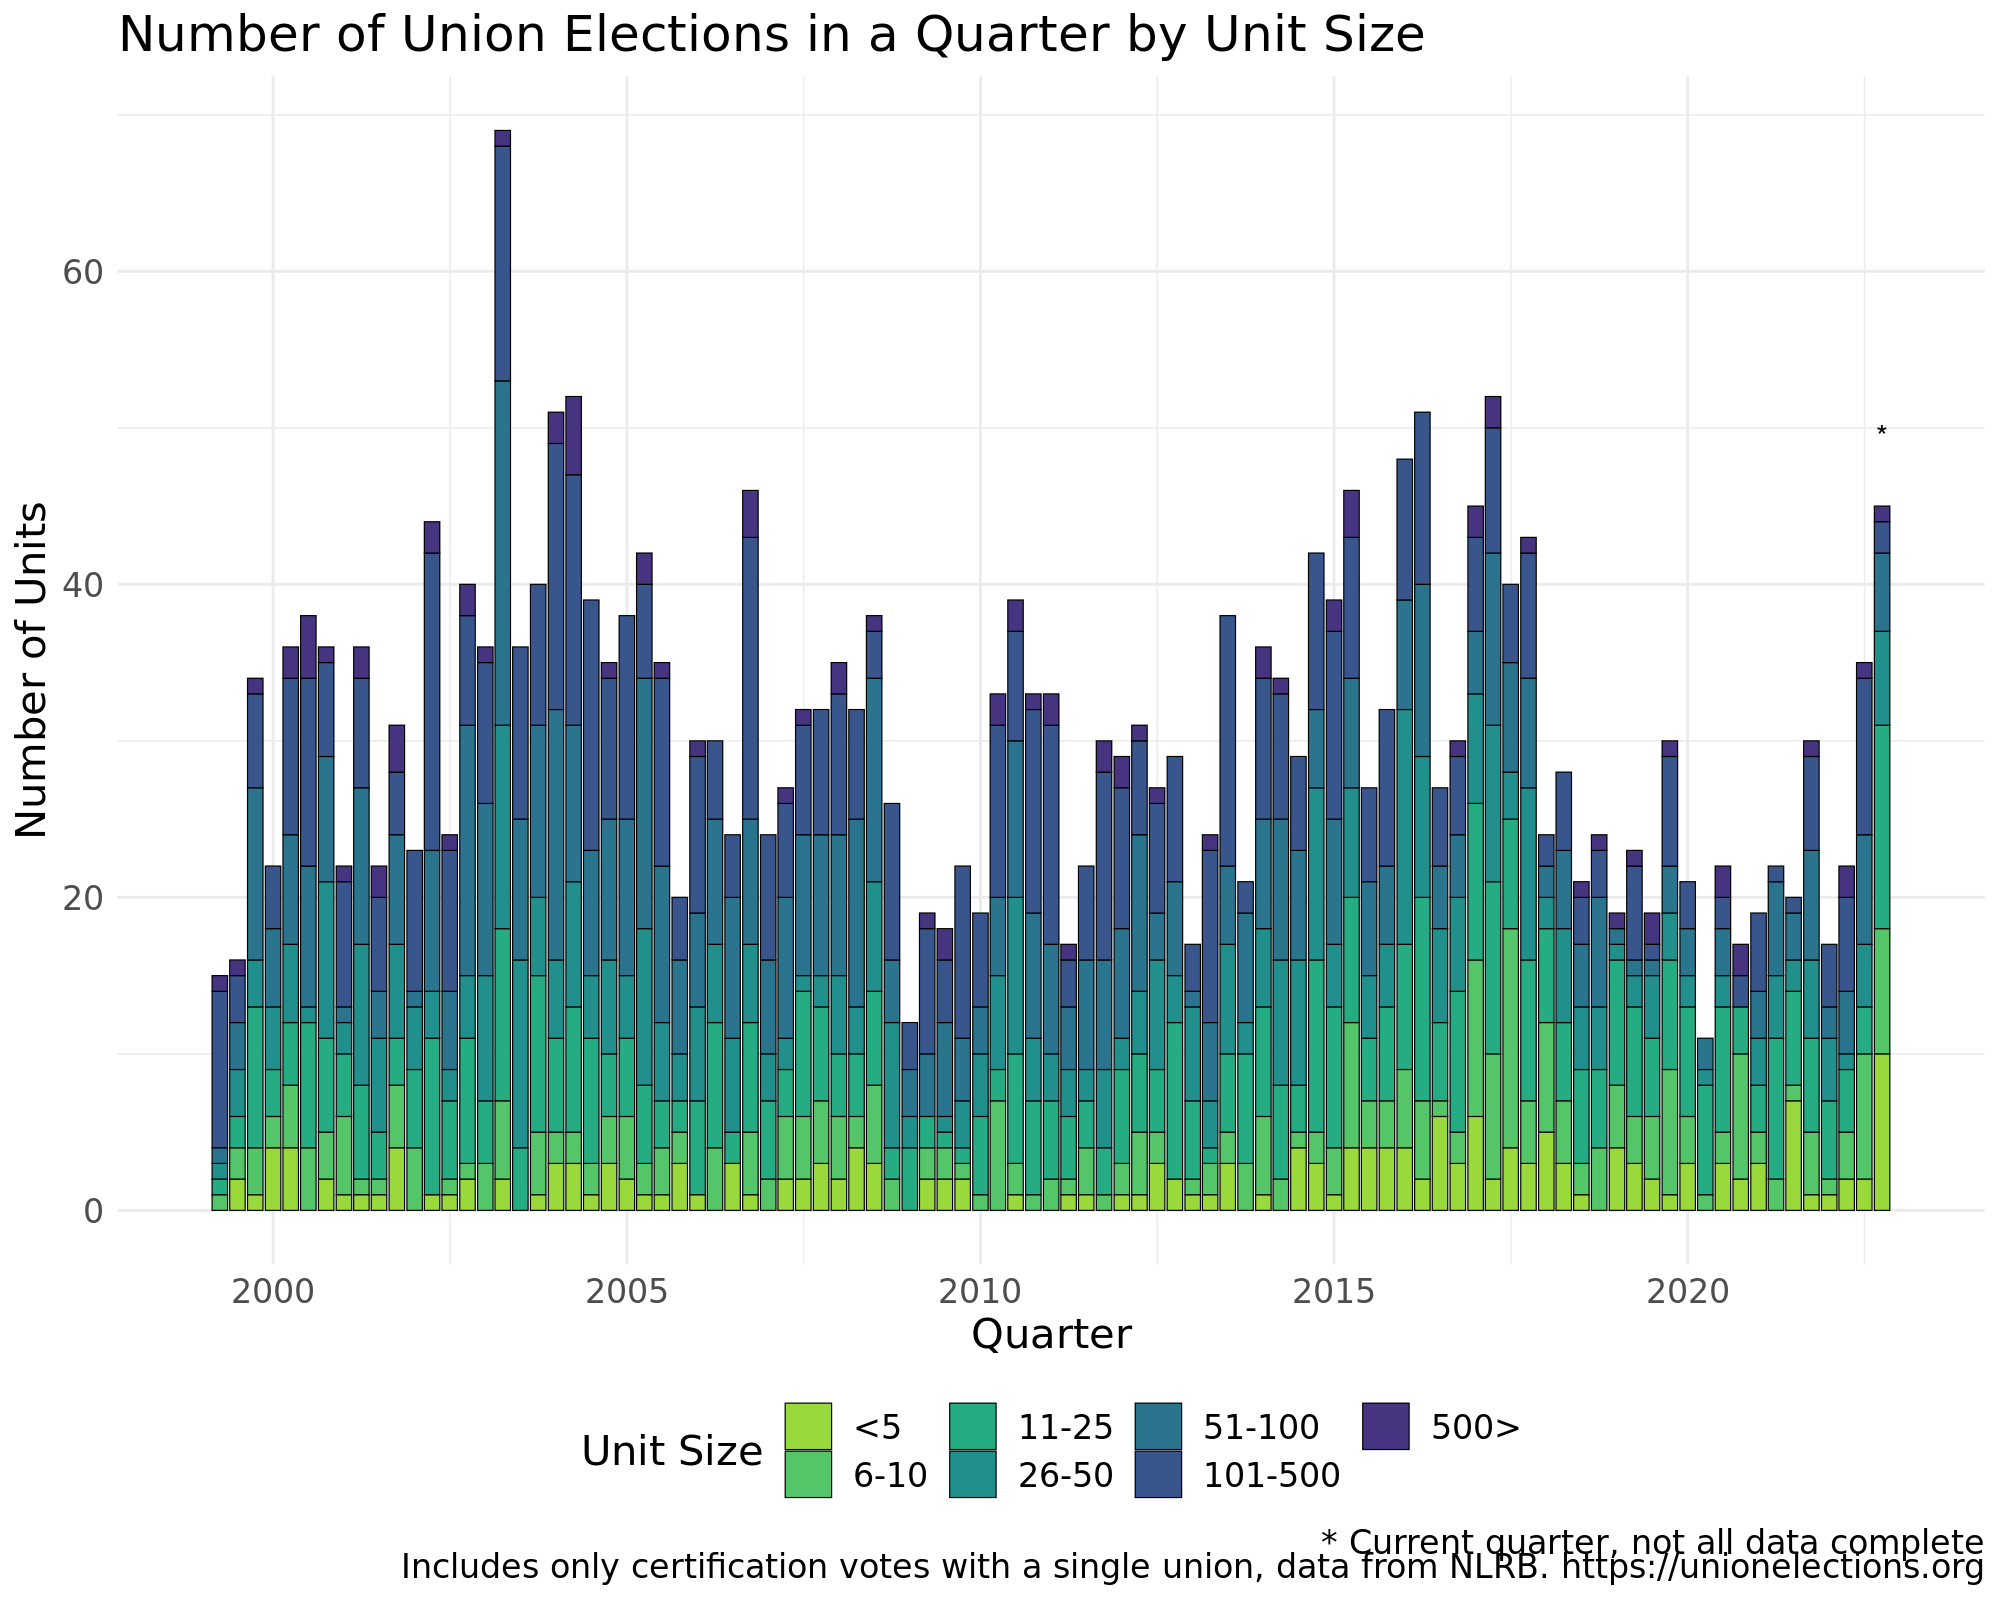 Number of Union Elections in a Quarter by Unit Size
Number of Units
60
40
20
0
*
2000 2005 2010 2015 2020
Quarter
Unit Size
<5 11-25 51-100 500>
6-10 26-50 101-500
* Current quarter, not all data complete
Includes only certification votes with a single union, data from NLRB. https://unionelections.org